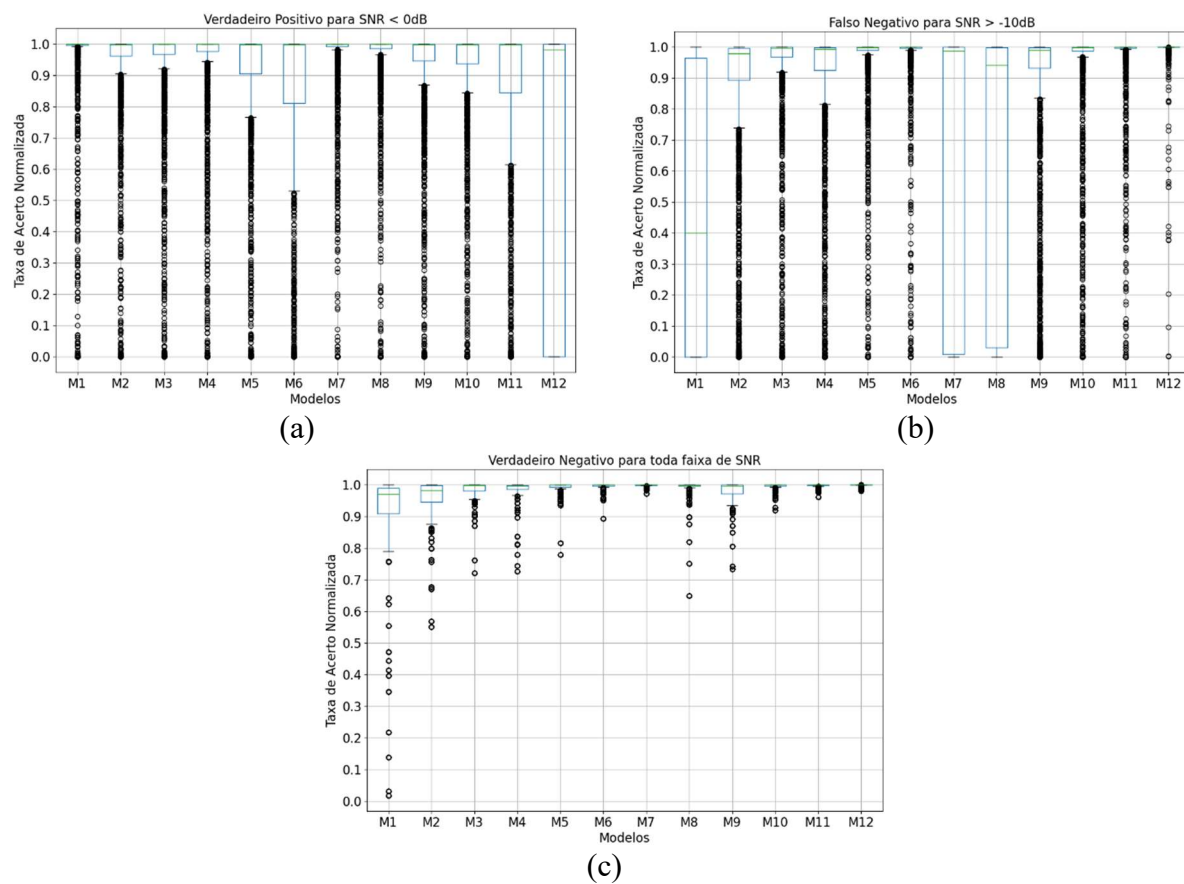 Verdadeiro Positivo para SNR < 0dB
Taxa de Acerto Normalizada
1.0
0.9
0.8
0.7
0.6
0.5
0.4
0.3
0.2
0.1
0.0
M1 M2 M3 M4 M5 M6 M7 M8 M9 M10 M11 M12
Modelos
(a)
Falso Negativo para SNR > -10dB
Taxa de Acerto Normalizada
1.0
0.9
0.8
0.7
0.6
0.5
0.4
0.3
0.2
0.1
0.0
M1 M2 M3 M4 M5 M6 M7 M8 M9 M10 M11 M12
Modelos
(b)
Verdadeiro Negativo para toda faixa de SNR
Taxa de Acerto Normalizada
1.0
0.9
0.8
0.7
0.6
0.5
0.4
0.3
0.2
0.1
0.0
M1 M2 M3 M4 M5 M6 M7 M8 M9 M10 M11 M12
Modelos
(c)